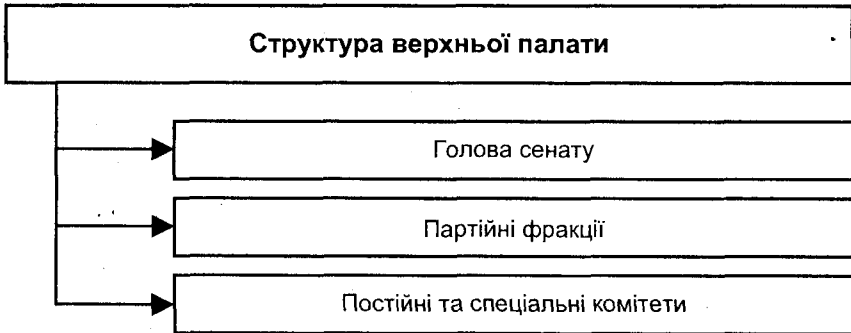 Структура верхньої палати
Голова сенату
Партійні фракції
Постійні та спеціальні комітети